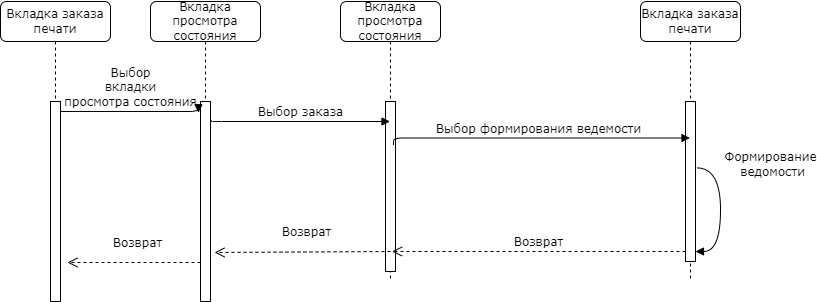 Вкладка заказа
печати
Вкладка
просмотра
состояния
Вкладка
просмотра
состояния
Вкладка заказа
печати
Выбор
вкладки
просмотра состояния
Выбор заказа
Выбор формирования ведемости
Формирование
ведомости
Возврат
Возврат
Возврат